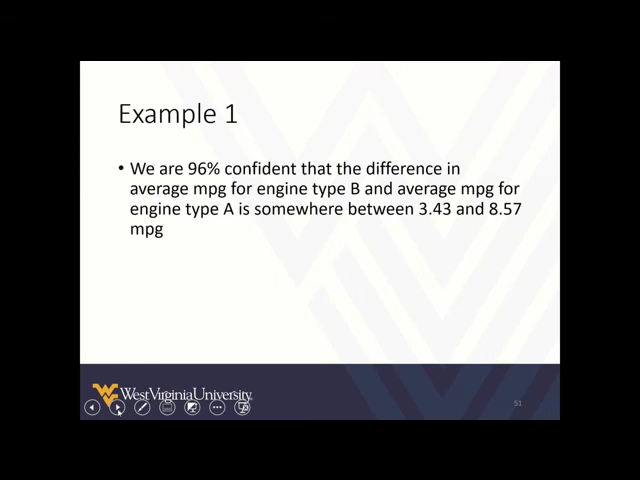 Example 1
• We are 96% confident that the difference in
average mpg for engine type B and average mpg for
engine type A is somewhere between 3.43 and 8.57
mpg
WestVirginiaUniversity.
51